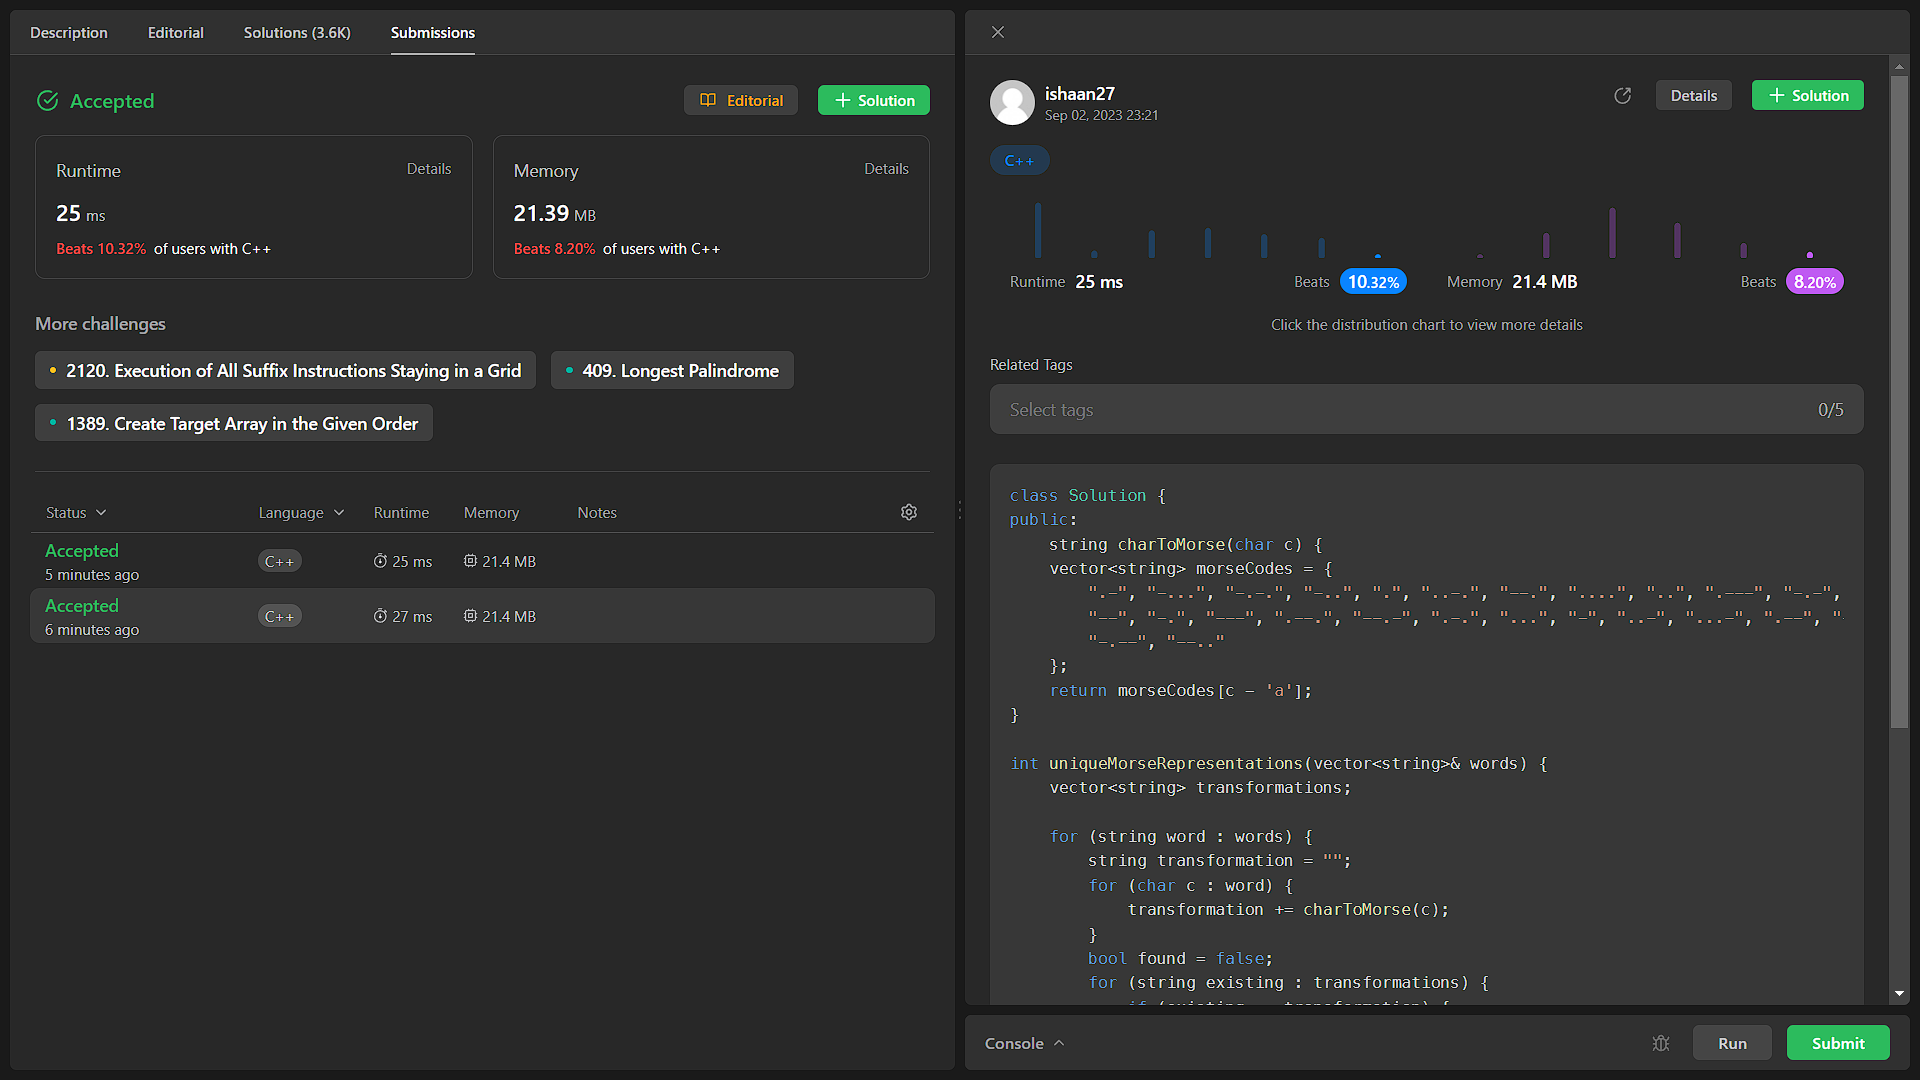 Description Editorial Solutions (3.6K) Submissions
Accepted
Editorial
+ Solution
Runtime Details
25 ms
Beats 10.32% of users with C++
Memory Details
21.39 MB
Beats 8.20% of users with C++
More challenges
2120. Execution of All Suffix Instructions Staying in a Grid
409. Longest Palindrome
1389. Create Target Array in the Given Order
Status Language Runtime Memory Notes
Accepted
5 minutes ago
C++ 25 ms 21.4 MB
Accepted
6 minutes ago
C++ 27 ms 21.4 MB
ishaan27
Sep 02, 2023 23:21
Details
+ Solution
C++
Runtime 25 ms Beats 10.32% Memory 21.4 MB Beats 8.20%
Click the distribution chart to view more details
Related Tags
Select tags 0/5
class Solution {
public:
    string charToMorse(char c) {
    vector<string> morseCodes = {
        ".-", "-...", "-.-.", "-..", ".", "..-.", "--.", "....", "..", ".---", "-.-",
        "--", "-.", "---", ".--.", "--.-", ".-.", "...", "-", "..-", "...-", ".--", "
        "-.--", "--.."
    };
    return morseCodes[c - 'a'];
}
int uniqueMorseRepresentations(vector<string>& words) {
    vector<string> transformations;
    for (string word : words) {
        string transformation = "";
        for (char c : word) {
            transformation += charToMorse(c);
        }
        bool found = false;
        for (string existing : transformations) {
Console
Run
Submit